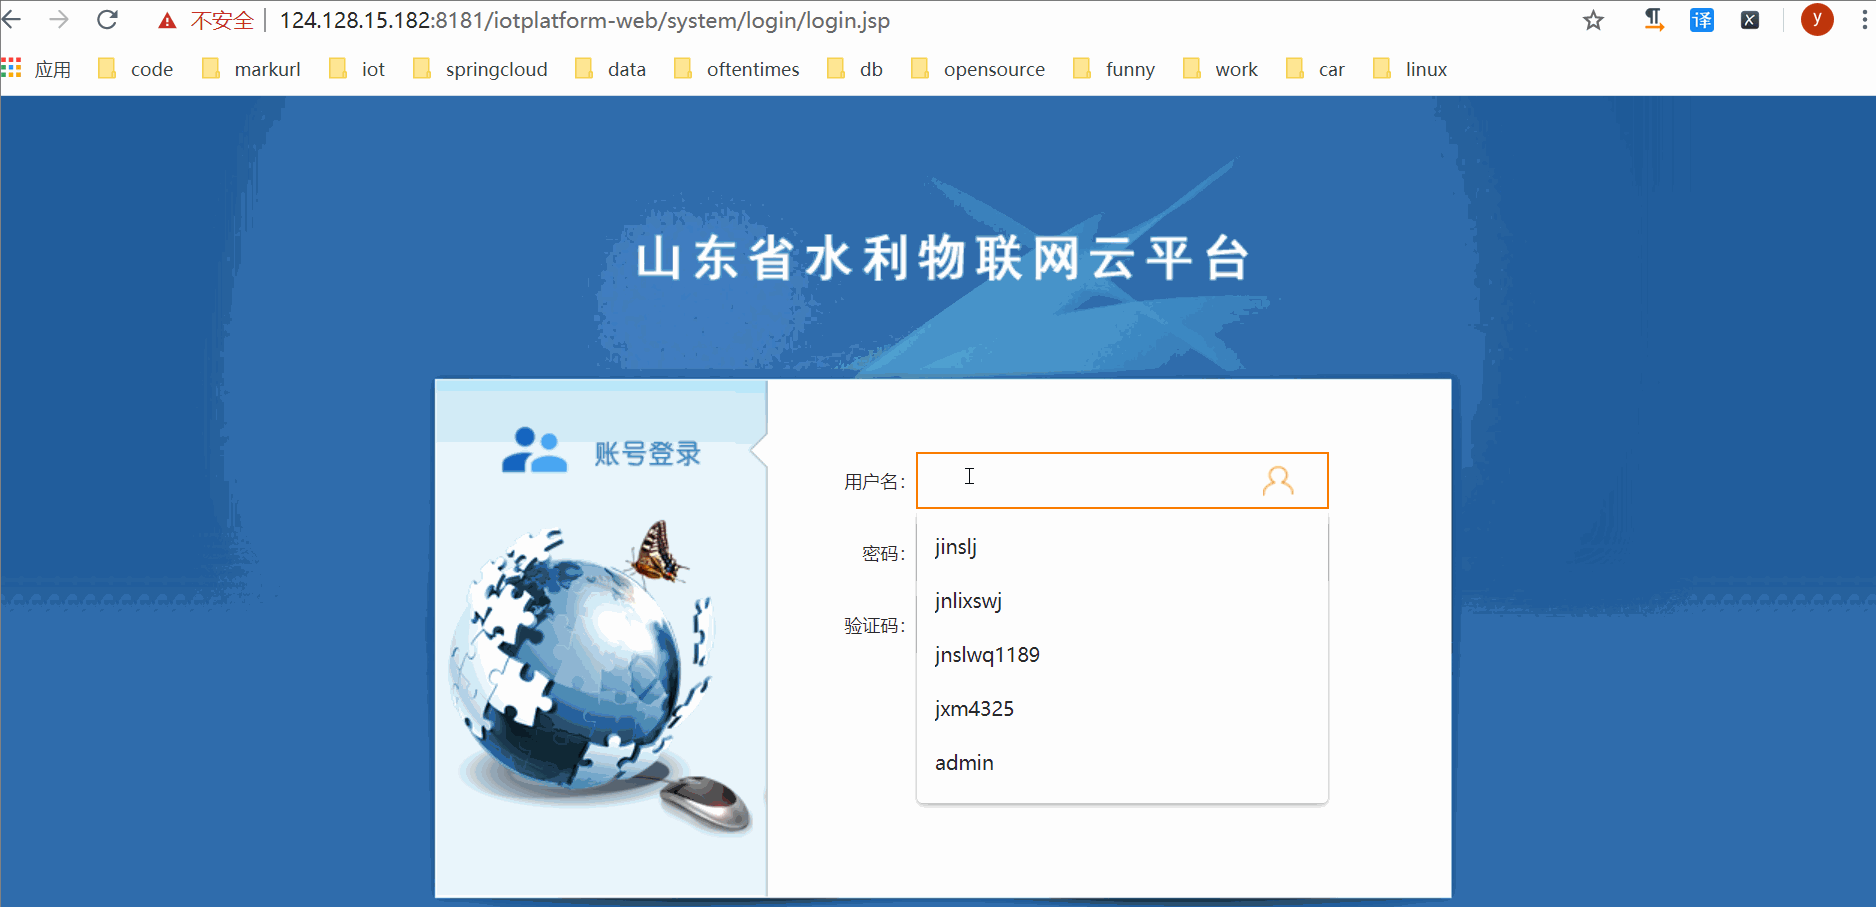 不安全 124.128.15.182:8181/iotplatform-web/system/login/login.jsp 译 X y
应用 code markurl iot springcloud data oftentimes db opensource funny work car linux
山东省水利物联网云平台
账号登录
用户名：
密码：
验证码：
jinslj
jnlixswj
jnslwq1189
jxm4325
admin